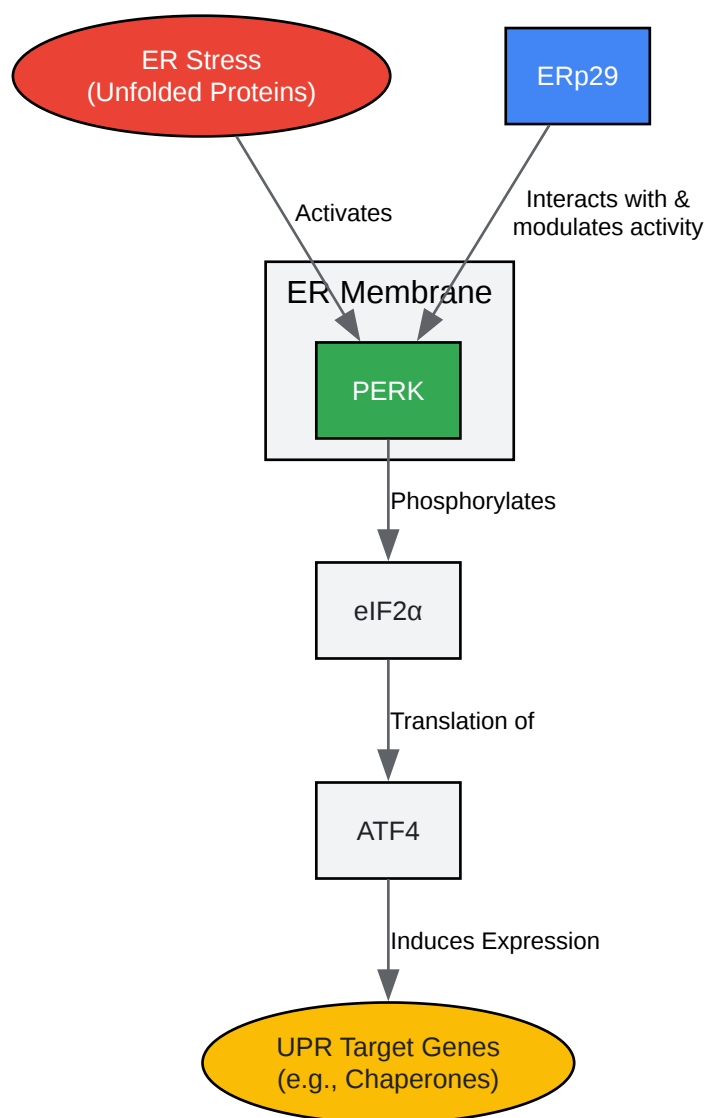 ER Stress
(Unfolded Proteins)
ERp29
Activates
Interacts with &
modulates activity
ER Membrane
PERK
Phosphorylates
eIF2α
Translation of
ATF4
Induces Expression
UPR Target Genes
(e.g., Chaperones)